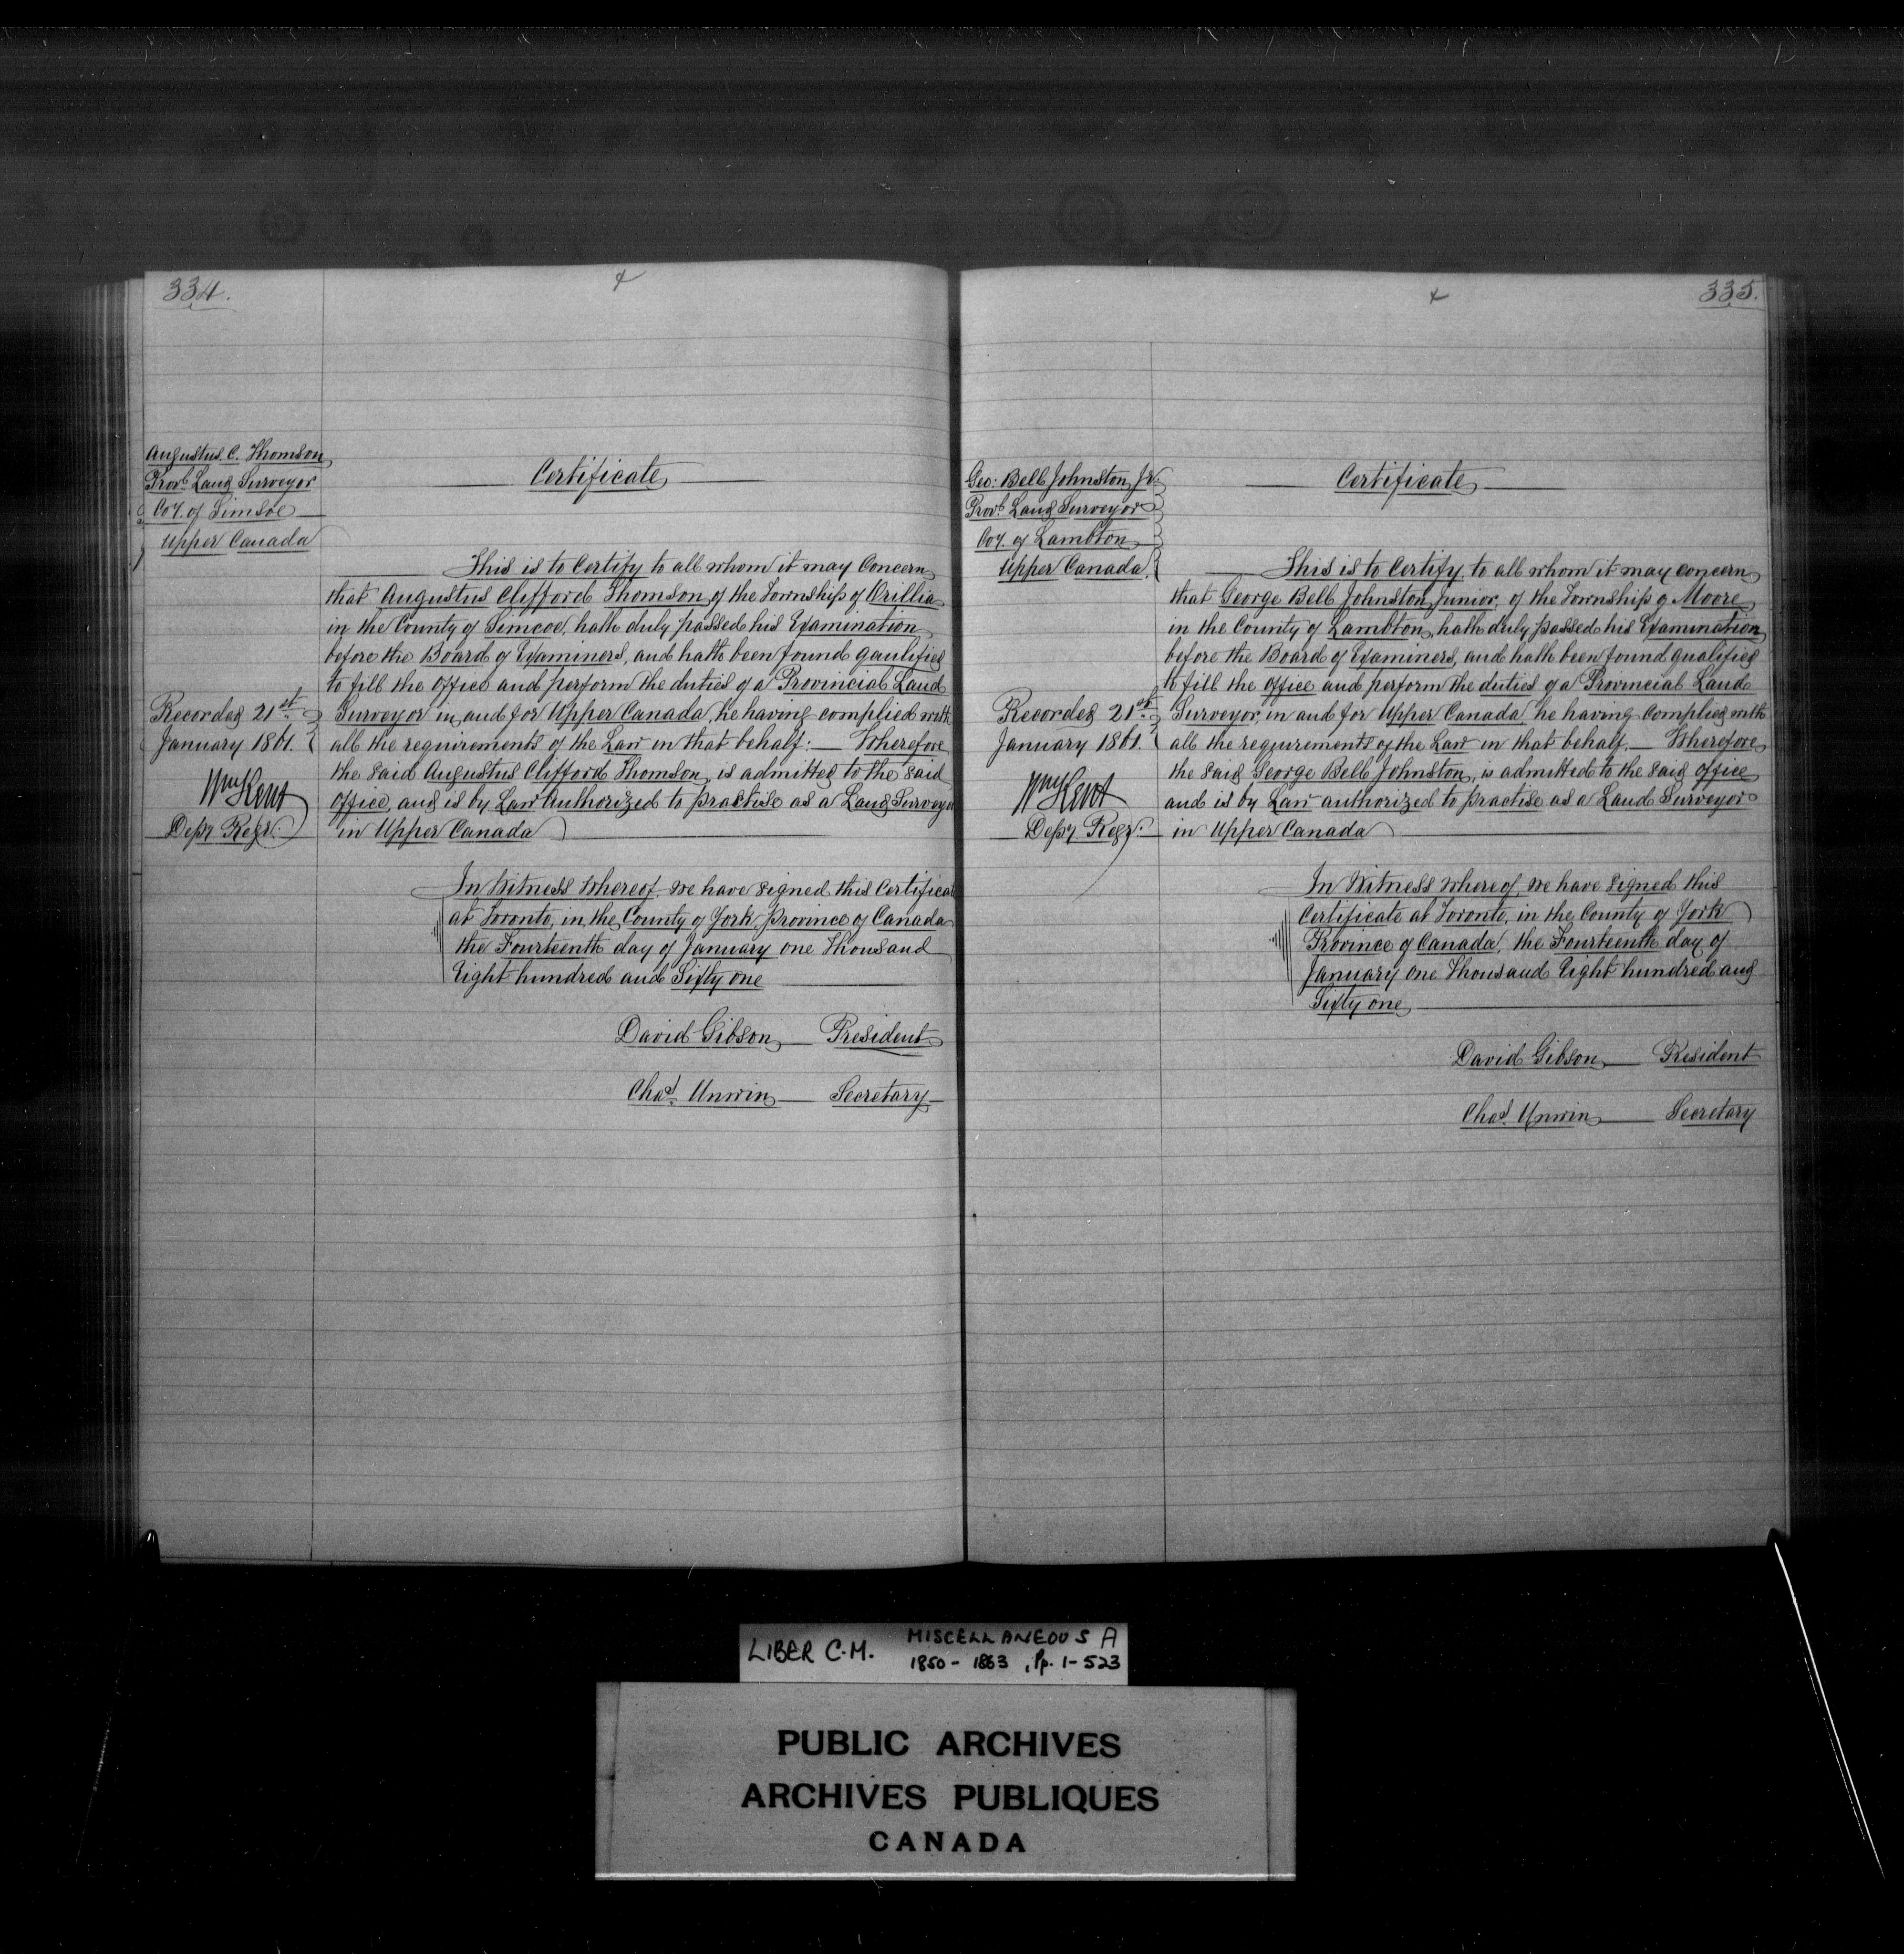 334.
Augustus C. Thomson
Provl. Land Surveyor
Coy. of Simcoe
Upper Canada
Certificate
This is to Certify to all whom it may Concern
that Augustus Clifford Thomson, of the Township of Orillia
in the County of Simcoe, hath duly passed his Examination
before the Board of Examiners, and hath been found qaulified
to fill the office and perform the duties of a Provincial Land
Surveyor in, and for Upper Canada, he having complied with
all the requirements of the Law in that behalf:— Wherefore
the said Augustus Clifford Thomson, is admitted to the said
office, and is by Law Authorized to practise as a Land Surveyor
in Upper Canada
Recorded 21st
January 1861.
Wm Kent
Depy Regr.
In Witness Whereof, we have signed this Certificate
at Toronto, in the County of York, Province of Canada
the Fourteenth day of January one Thousand
Eight hundred and Sixty one
David Gibson — President
Chas. Unwin — Secretary
335.
Geo: Bell Johnston, Jr.
Provl. Land Surveyor
Coy. of Lambton
Upper Canada.
Certificate
This is to Certify to all whom it may concern
that George Bell Johnston, junior, of the Township of Moore
in the County of Lambton, hath duly passed his Examination
before the Board of Examiners, and hath been found qualified
to fill the office and perform the duties of a Provincial Land
Surveyor, in and for Upper Canada he having complied with
all the requirements of the Law in that behalf.— Wherefore
the said George Bell Johnston, is admitted to the said office
and is by Law authorized to practise as a Land Surveyor
in Upper Canada
Recorded 21st
January 1861.
Wm Kent
Depy Regr.
In Witness whereof, we have signed this
Certificate at Toronto, in the County of York
Province of Canada, the Fourteenth day of
January one Thousand Eight hundred and
Sixty one
David Gibson — President
Chas. Unwin — Secretary
LIBER C.M. MISCELLANEOUS A
1850 - 1863, Pp. 1-523
PUBLIC ARCHIVES
ARCHIVES PUBLIQUES
CANADA